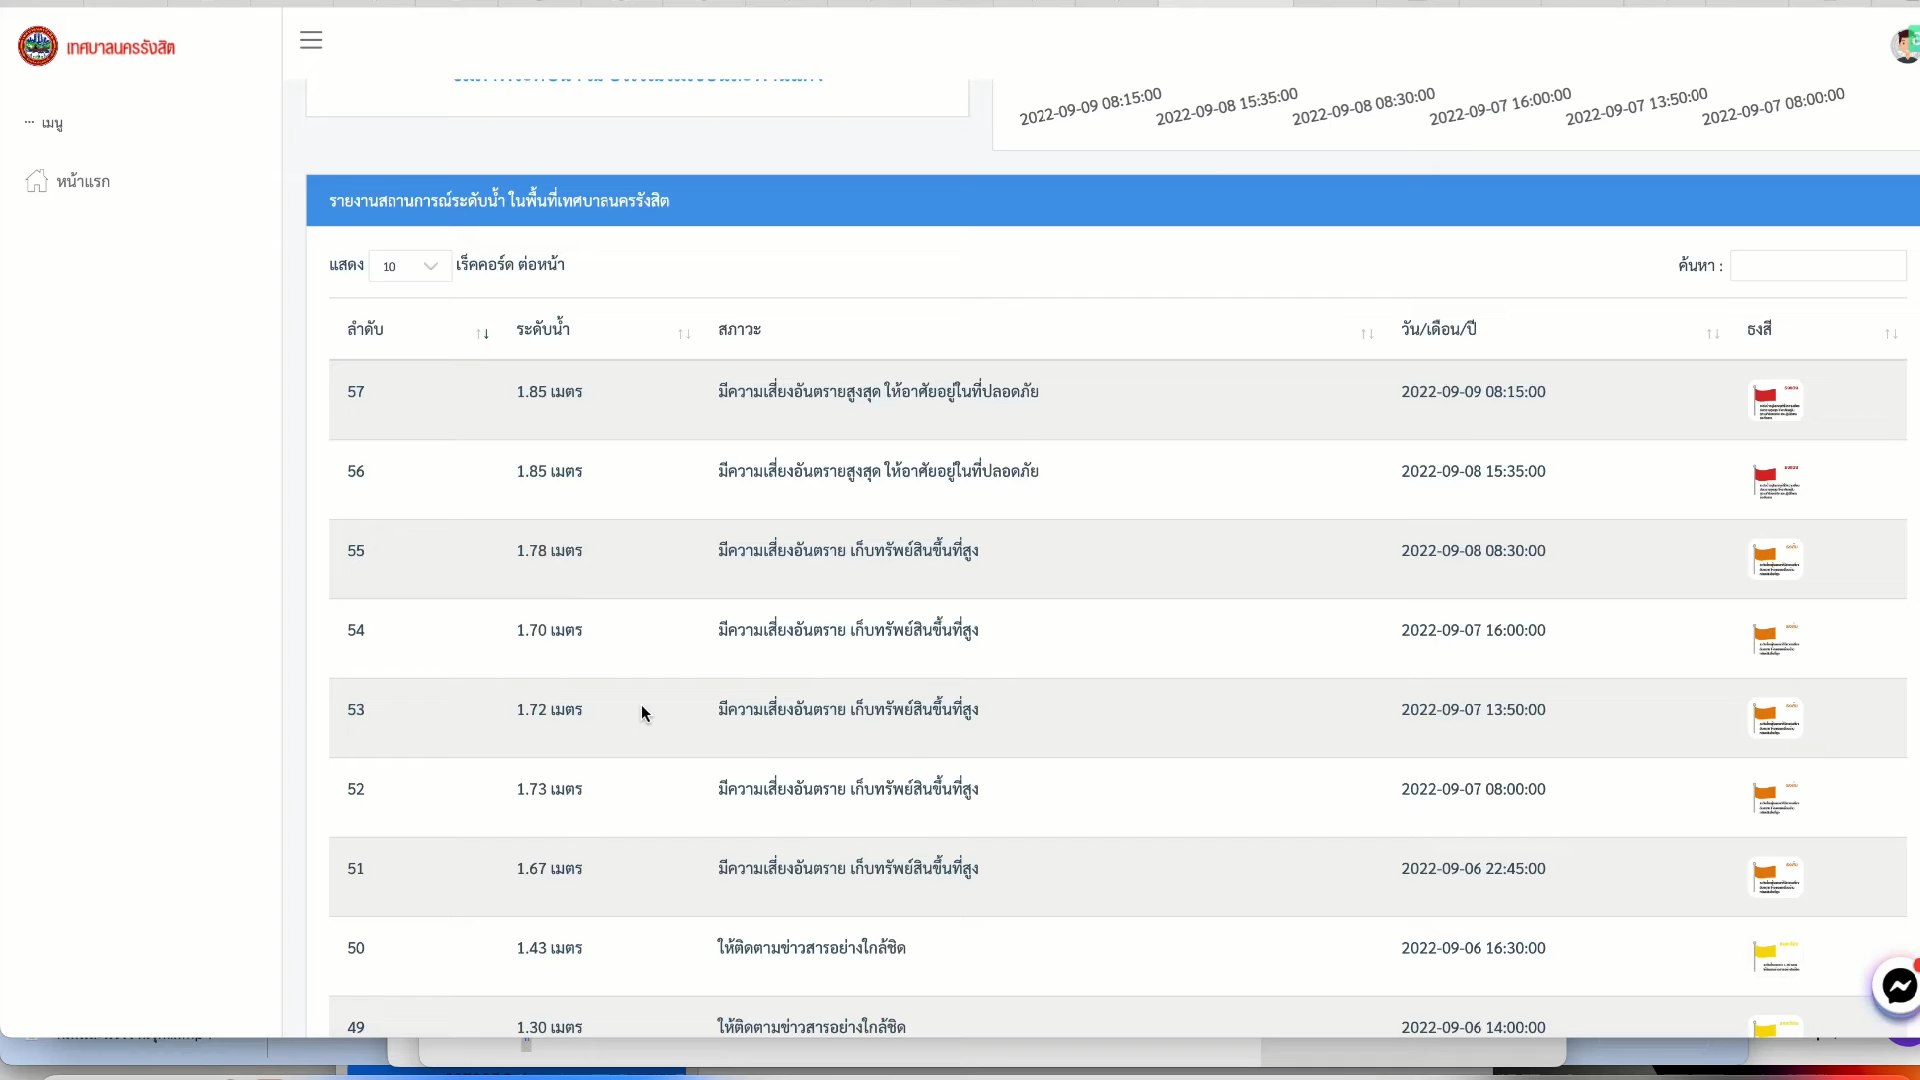 เทศบาลนครรังสิต
เมนู
หน้าแรก
2022-09-09 08:15:00
2022-09-08 15:35:00
2022-09-08 08:30:00
2022-09-07 16:00:00
2022-09-07 13:50:00
2022-09-07 08:00:00
รายงานสถานการณ์ระดับน้ำ ในพื้นที่เทศบาลนครรังสิต
แสดง 10 เร็คคอร์ด ต่อหน้า
ค้นหา :
ลำดับ ระดับน้ำ สภาวะ วัน/เดือน/ปี ธงสี
57 1.85 เมตร มีความเสี่ยงอันตรายสูงสุด ให้อาศัยอยู่ในที่ปลอดภัย 2022-09-09 08:15:00
56 1.85 เมตร มีความเสี่ยงอันตรายสูงสุด ให้อาศัยอยู่ในที่ปลอดภัย 2022-09-08 15:35:00
55 1.78 เมตร มีความเสี่ยงอันตราย เก็บทรัพย์สินขึ้นที่สูง 2022-09-08 08:30:00
54 1.70 เมตร มีความเสี่ยงอันตราย เก็บทรัพย์สินขึ้นที่สูง 2022-09-07 16:00:00
53 1.72 เมตร มีความเสี่ยงอันตราย เก็บทรัพย์สินขึ้นที่สูง 2022-09-07 13:50:00
52 1.73 เมตร มีความเสี่ยงอันตราย เก็บทรัพย์สินขึ้นที่สูง 2022-09-07 08:00:00
51 1.67 เมตร มีความเสี่ยงอันตราย เก็บทรัพย์สินขึ้นที่สูง 2022-09-06 22:45:00
50 1.43 เมตร ให้ติดตามข่าวสารอย่างใกล้ชิด 2022-09-06 16:30:00
49 1.30 เมตร ให้ติดตามข่าวสารอย่างใกล้ชิด 2022-09-06 14:00:00